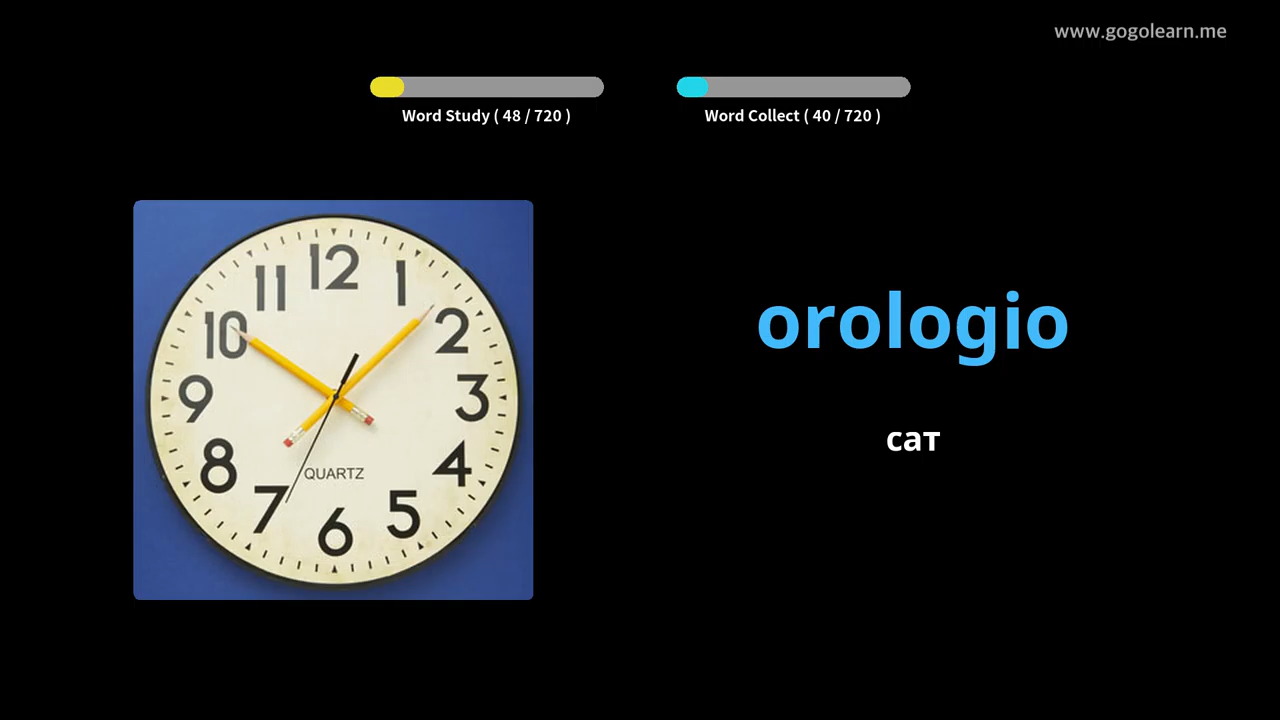 www.gogolearn.me
Word Study ( 48 / 720 )
Word Collect ( 40 / 720 )
12
11
1
10
2
9
3
8
4
7
5
6
QUARTZ
orologio
сат